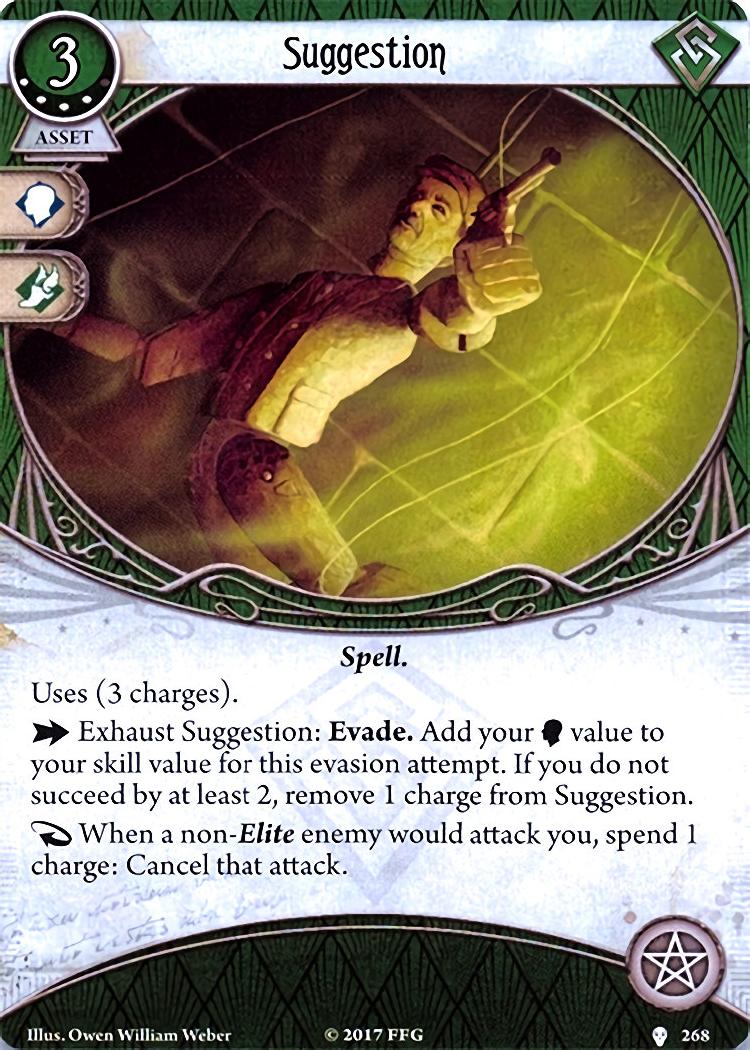 3
Suggestion
ASSET
Spell.
Uses (3 charges).
Exhaust Suggestion: Evade. Add your value to
your skill value for this evasion attempt. If you do not
succeed by at least 2, remove 1 charge from Suggestion.
When a non-Elite enemy would attack you, spend 1
charge: Cancel that attack.
Illus. Owen William Weber
© 2017 FFG
268